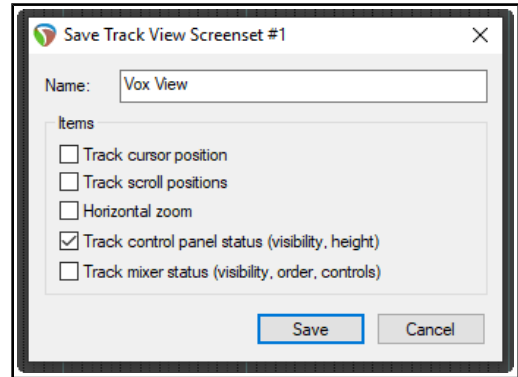 Save Track View Screenset #1
Name: Vox View
Items
Track cursor position
Track scroll positions
Horizontal zoom
Track control panel status (visibility, height)
Track mixer status (visibility, order, controls)
Save Cancel